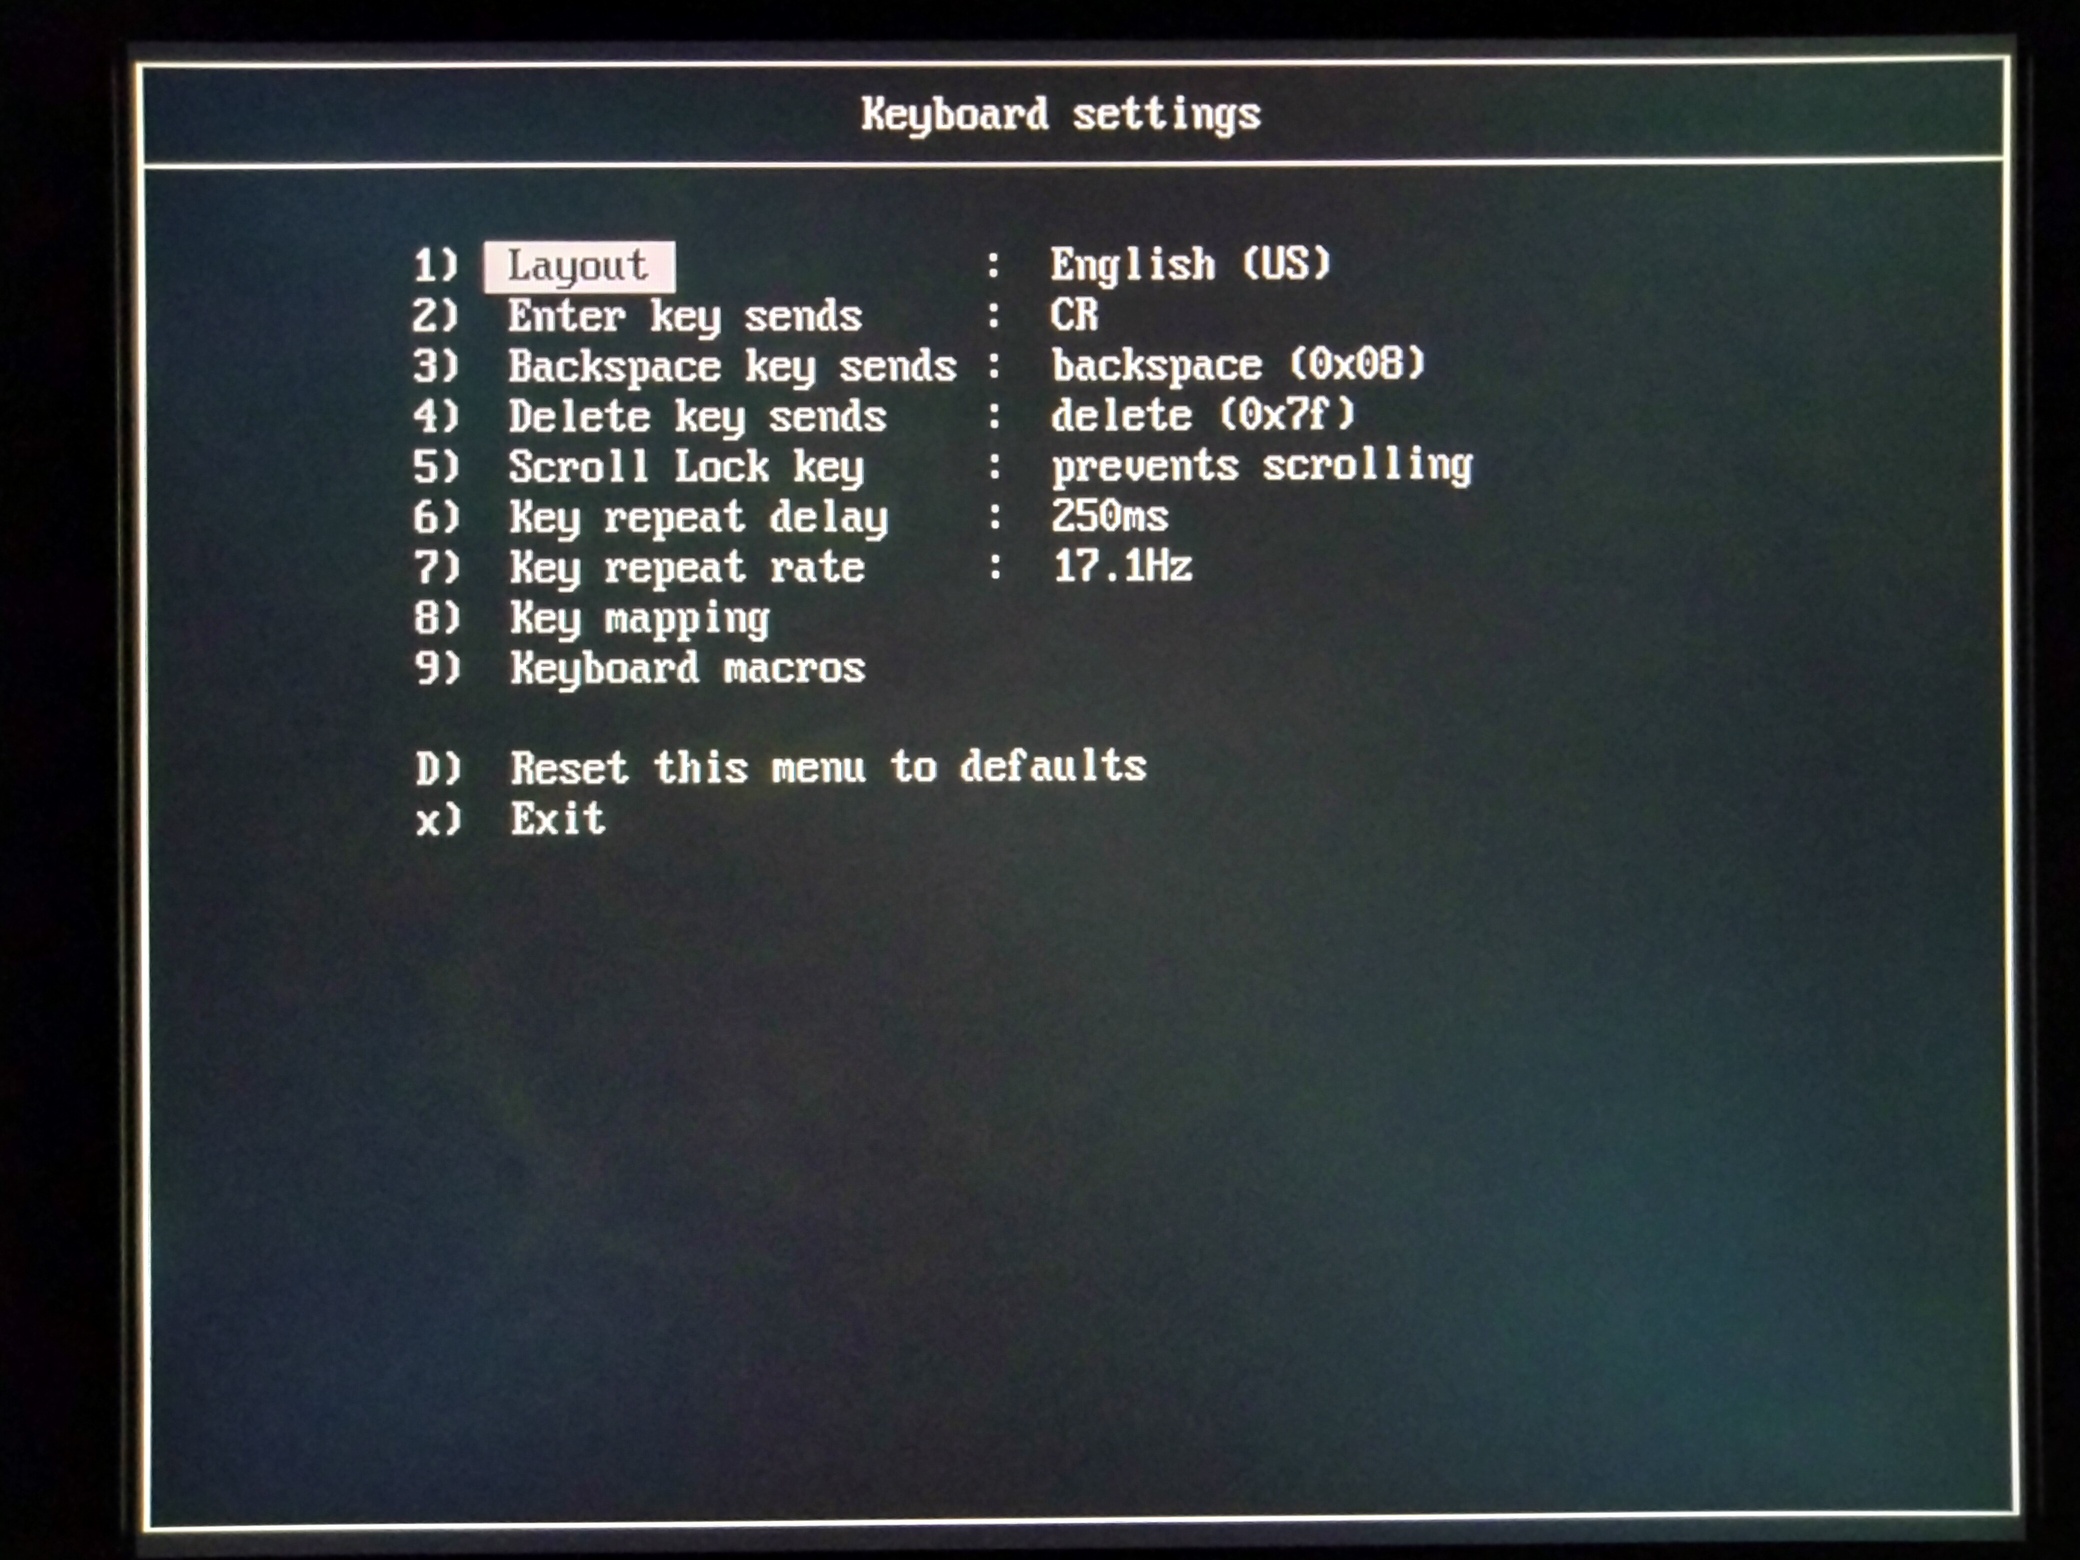 Keyboard settings
1) Layout : English (US)
2) Enter key sends : CR
3) Backspace key sends : backspace (0x08)
4) Delete key sends : delete (0x7f)
5) Scroll Lock key : prevents scrolling
6) Key repeat delay : 250ms
7) Key repeat rate : 17.1Hz
8) Key mapping
9) Keyboard macros
D) Reset this menu to defaults
x) Exit